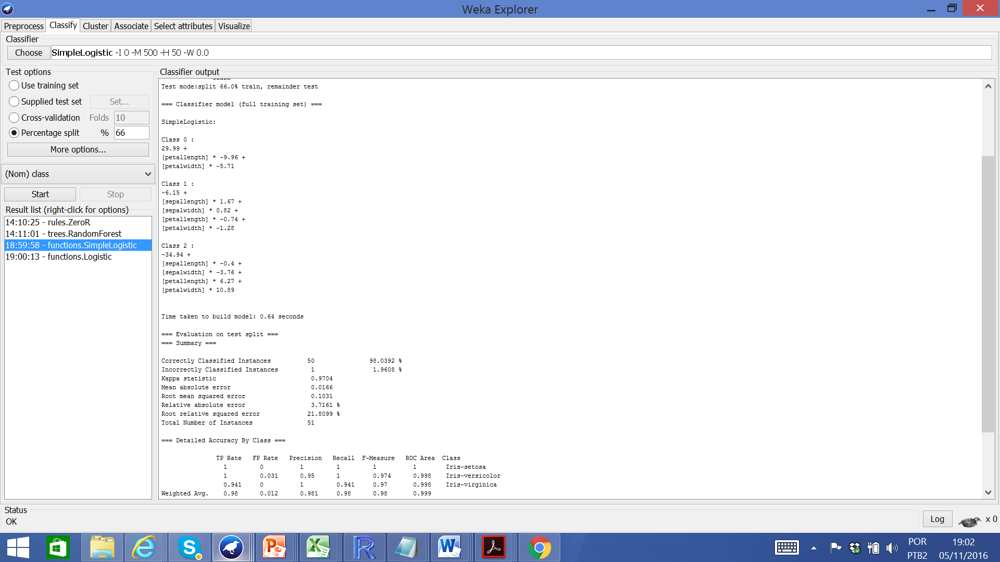 Weka Explorer
Preprocess Classify Cluster Associate Select attributes Visualize
Classifier
Choose SimpleLogistic -I 0 -M 500 -H 50 -W 0.0
Test options
Use training set
Supplied test set Set...
Cross-validation Folds 10
Percentage split % 66
More options...
(Nom) class
Start Stop
Result list (right-click for options)
14:10:25 - rules.ZeroR
14:11:01 - trees.RandomForest
18:59:58 - functions.SimpleLogistic
19:00:13 - functions.Logistic
Classifier output
Test mode:split 66.0% train, remainder test
=== Classifier model (full training set) ===
SimpleLogistic:
Class 0 :
29.99 +
[petallength] * -9.96 +
[petalwidth] * -5.71
Class 1 :
-6.15 +
[sepallength] * 1.67 +
[sepalwidth] * 0.82 +
[petallength] * -0.74 +
[petalwidth] * -1.28
Class 2 :
-34.94 +
[sepallength] * -0.4 +
[sepalwidth] * -3.76 +
[petallength] * 6.27 +
[petalwidth] * 10.89
Time taken to build model: 0.64 seconds
=== Evaluation on test split ===
=== Summary ===
Correctly Classified Instances 50 98.0392 %
Incorrectly Classified Instances 1 1.9608 %
Kappa statistic 0.9704
Mean absolute error 0.0166
Root mean squared error 0.1031
Relative absolute error 3.7161 %
Root relative squared error 21.8099 %
Total Number of Instances 51
=== Detailed Accuracy By Class ===
TP Rate FP Rate Precision Recall F-Measure ROC Area Class
1 0 1 1 1 1 Iris-setosa
1 0.031 0.95 1 0.974 0.998 Iris-versicolor
0.941 0 1 0.941 0.97 0.998 Iris-virginica
Weighted Avg. 0.98 0.012 0.981 0.98 0.98 0.999
Status
OK
Log x 0
POR 19:02
PTB2 05/11/2016